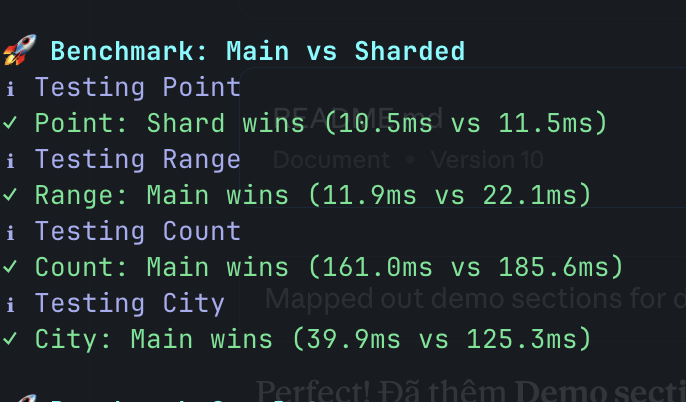 🚀 Benchmark: Main vs Sharded
ℹ Testing Point
README.md
✓ Point: Shard wins (10.5ms vs 11.5ms)
ℹ Testing Range
Document • Version 10
✓ Range: Main wins (11.9ms vs 22.1ms)
ℹ Testing Count
✓ Count: Main wins (161.0ms vs 185.6ms)
ℹ Testing City
Mapped out demo sections for
✓ City: Main wins (39.9ms vs 125.3ms)
Perfect! Đã thêm Demo secti